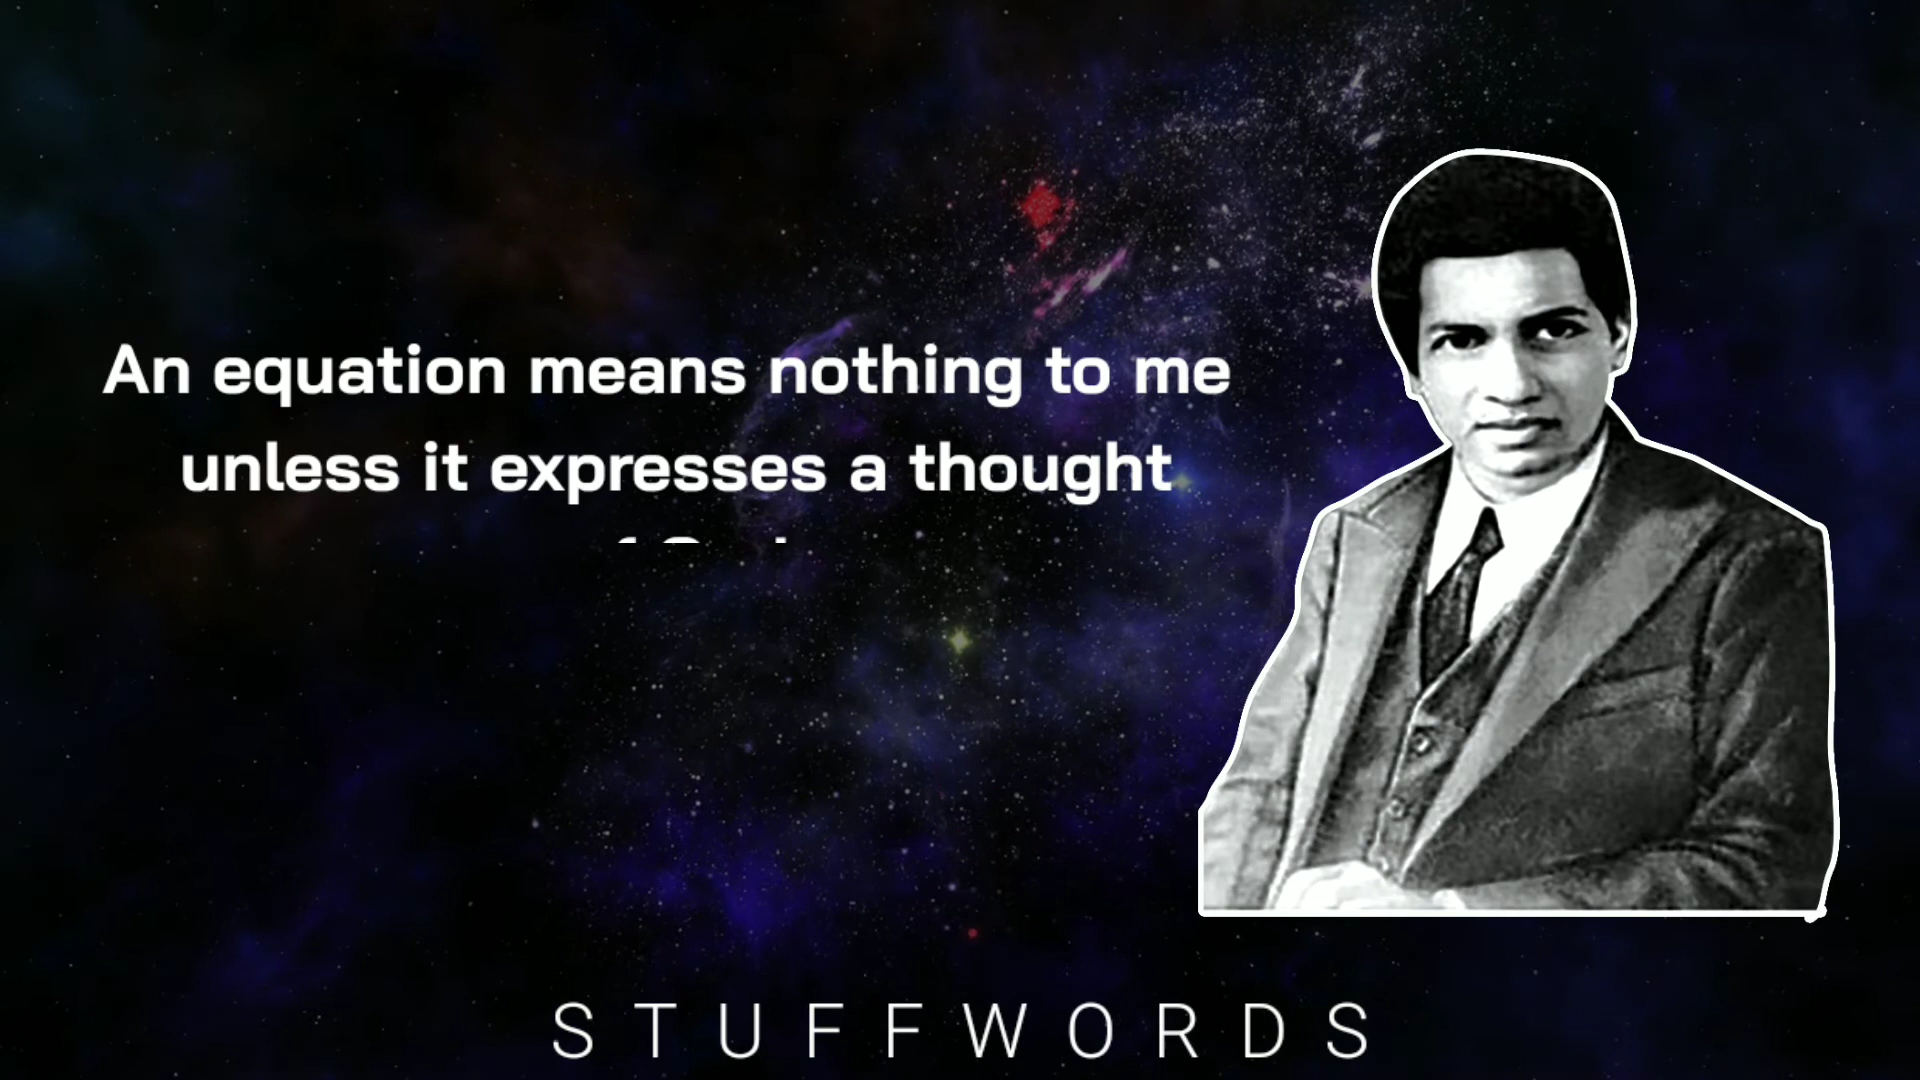 An equation means nothing to me
unless it expresses a thought
STUFFWORDS